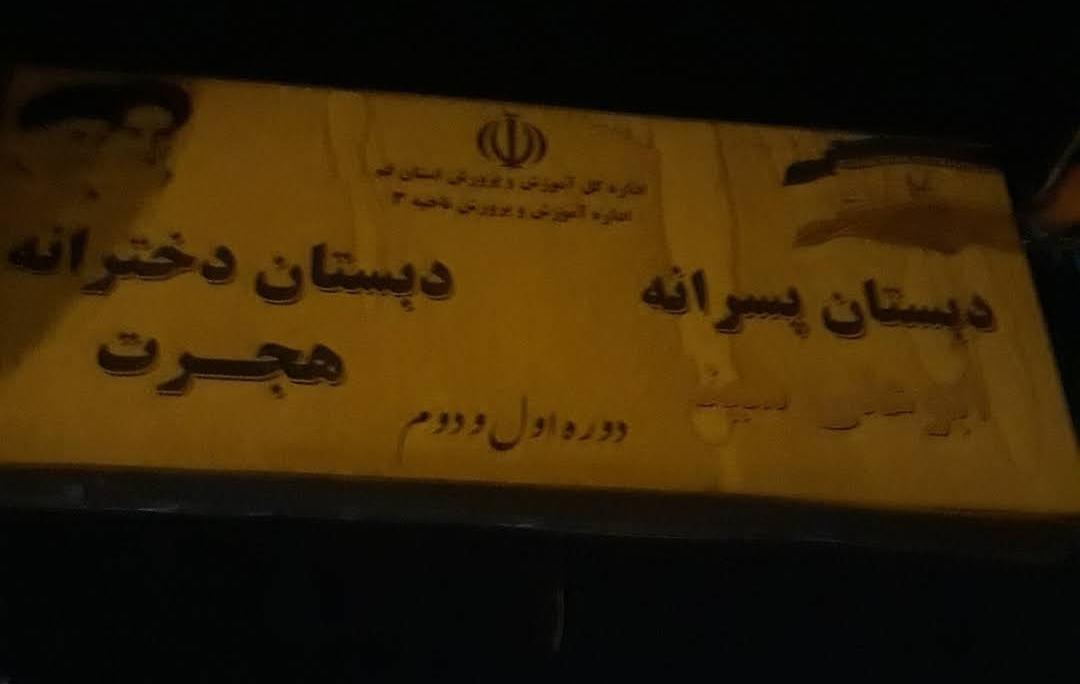 اداره کل آموزش و پرورش استان قم
اداره آموزش و پرورش ناحیه ۳
دبستان پسرانه
دبستان دخترانه
هجرت
دوره اول و دوم